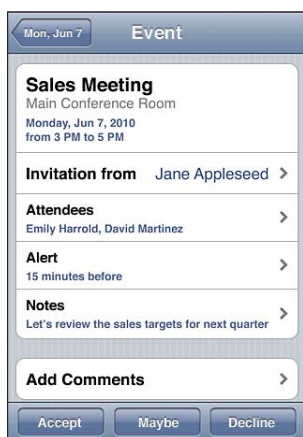 Mon, Jun 7
Event
Sales Meeting
Main Conference Room
Monday, Jun 7, 2010
from 3 PM to 5 PM
Invitation from Jane Appleseed
Attendees
Emily Harrold, David Martinez
Alert
15 minutes before
Notes
Let's review the sales targets for next quarter
Add Comments
Accept Maybe Decline